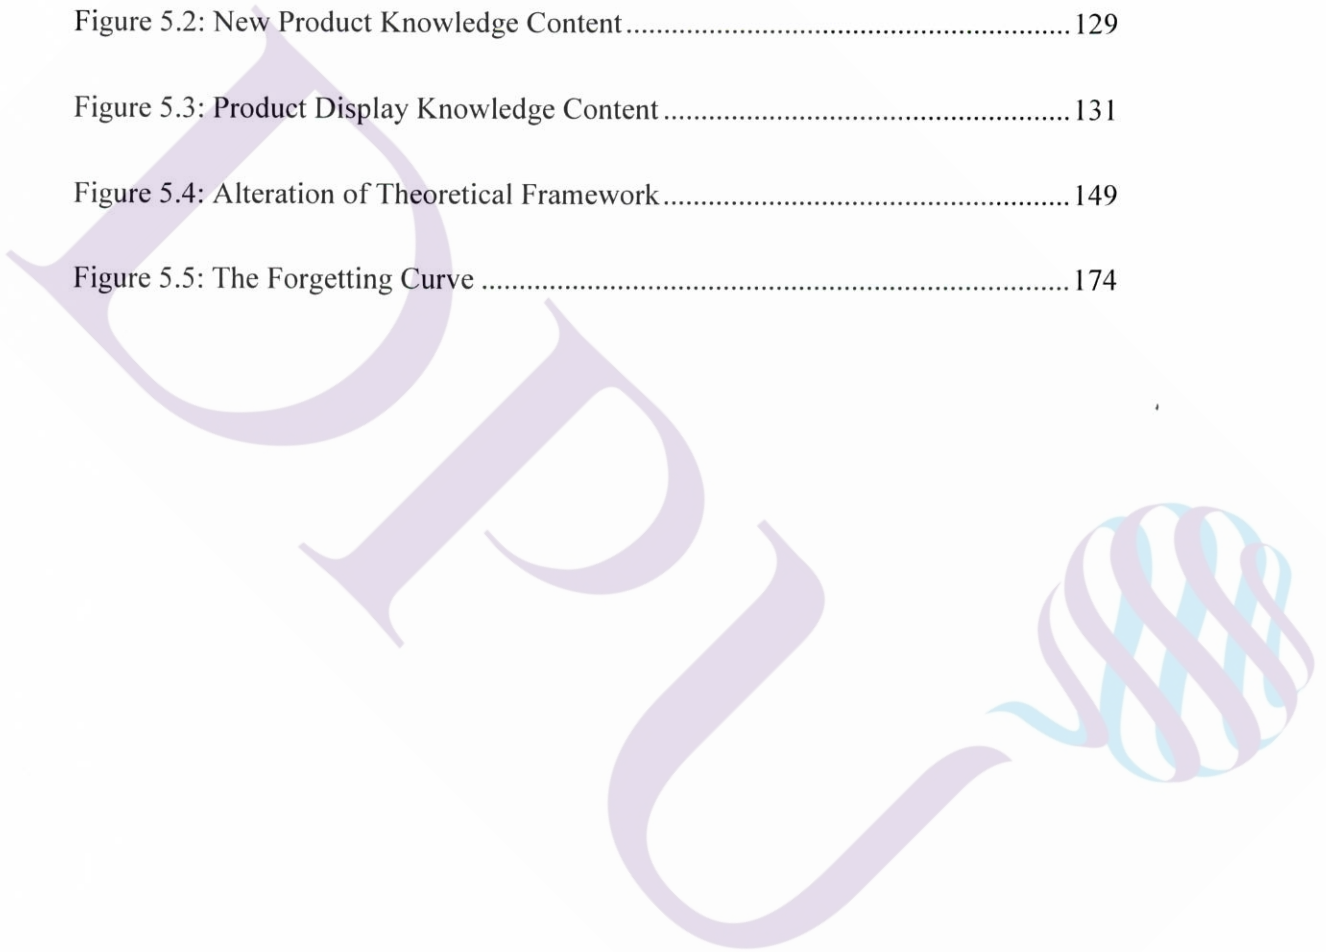 Figure 5.2: New Product Knowledge Content.......................................................... 129
Figure 5.3: Product Display Knowledge Content..................................................... 131
Figure 5.4: Alteration of Theoretical Framework..................................................... 149
Figure 5.5: The Forgetting Curve ............................................................................ 174
DPU